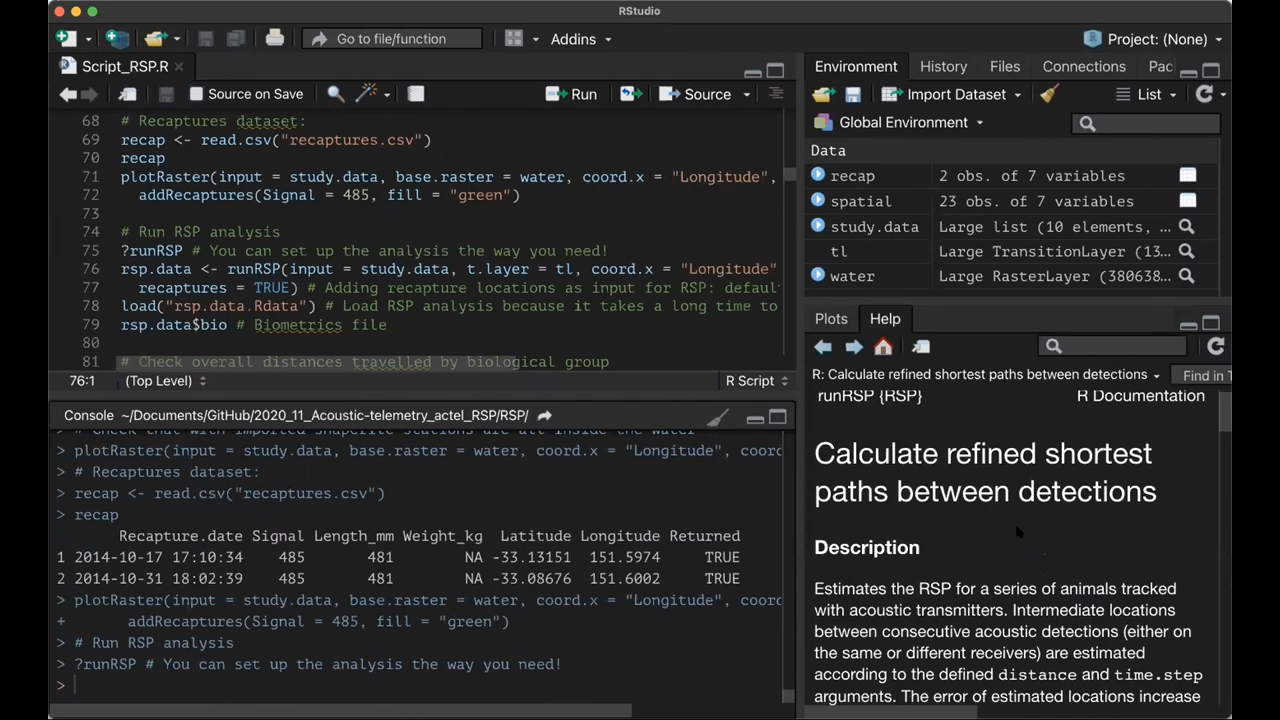 RStudio
Go to file/function
Addins
Project: (None)
Script_RSP.R
Source on Save
Run
Source
68 # Recaptures dataset:
69 recap <- read.csv("recaptures.csv")
70 recap
71 plotRaster(input = study.data, base.raster = water, coord.x = "Longitude",
72 addRecaptures(Signal = 485, fill = "green")
73
74 # Run RSP analysis
75 ?runRSP # You can set up the analysis the way you need!
76 rsp.data <- runRSP(input = study.data, t.layer = tl, coord.x = "Longitude"
77 recaptures = TRUE) # Adding recapture locations as input for RSP: defaul
78 load("rsp.data.Rdata") # Load RSP analysis because it takes a long time to
79 rsp.data$bio # Biometrics file
80
81 # Check overall distances travelled by biological group
76:1 (Top Level)
R Script
Console ~/Documents/GitHub/2020_11_Acoustic-telemetry_actel_RSP/RSP/
> # Check that with imported shapefile stations are all inside the water
> plotRaster(input = study.data, base.raster = water, coord.x = "Longitude", coord
> # Recaptures dataset:
> recap <- read.csv("recaptures.csv")
> recap
Recapture.date Signal Length_mm Weight_kg Latitude Longitude Returned
1 2014-10-17 17:10:34 485 481 NA -33.13151 151.5974 TRUE
2 2014-10-31 18:02:39 485 481 NA -33.08676 151.6002 TRUE
> plotRaster(input = study.data, base.raster = water, coord.x = "Longitude", coord
+ addRecaptures(Signal = 485, fill = "green")
> # Run RSP analysis
> ?runRSP # You can set up the analysis the way you need!
>
Environment History Files Connections Pac
Import Dataset
List
Global Environment
Data
recap 2 obs. of 7 variables
spatial 23 obs. of 7 variables
study.data Large list (10 elements, …
tl Large TransitionLayer (13…
water Large RasterLayer (380638…
Plots Help
R: Calculate refined shortest paths between detections
Find in T
runRSP {RSP}
R Documentation
Calculate refined shortest
paths between detections
Description
Estimates the RSP for a series of animals tracked
with acoustic transmitters. Intermediate locations
between consecutive acoustic detections (either on
the same or different receivers) are estimated
according to the defined distance and time.step
arguments. The error of estimated locations increase